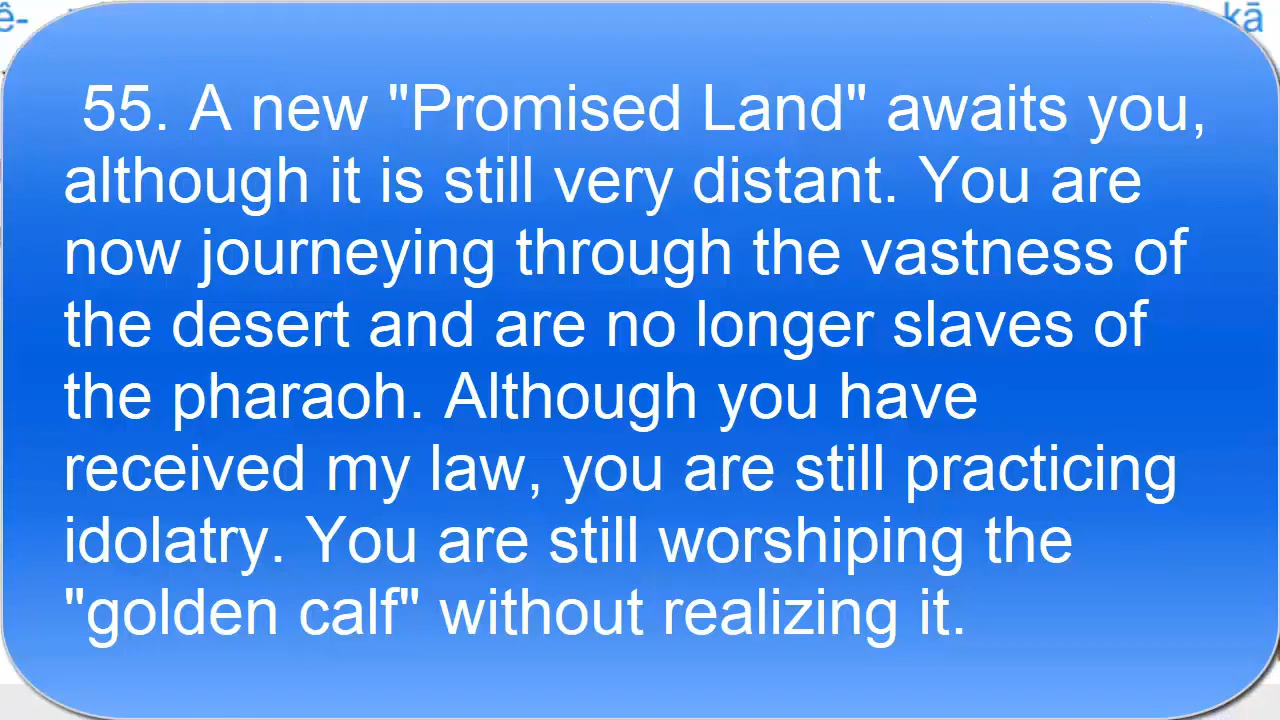 ê- kā
55. A new "Promised Land" awaits you,
although it is still very distant. You are
now journeying through the vastness of
the desert and are no longer slaves of
the pharaoh. Although you have
received my law, you are still practicing
idolatry. You are still worshiping the
"golden calf" without realizing it.